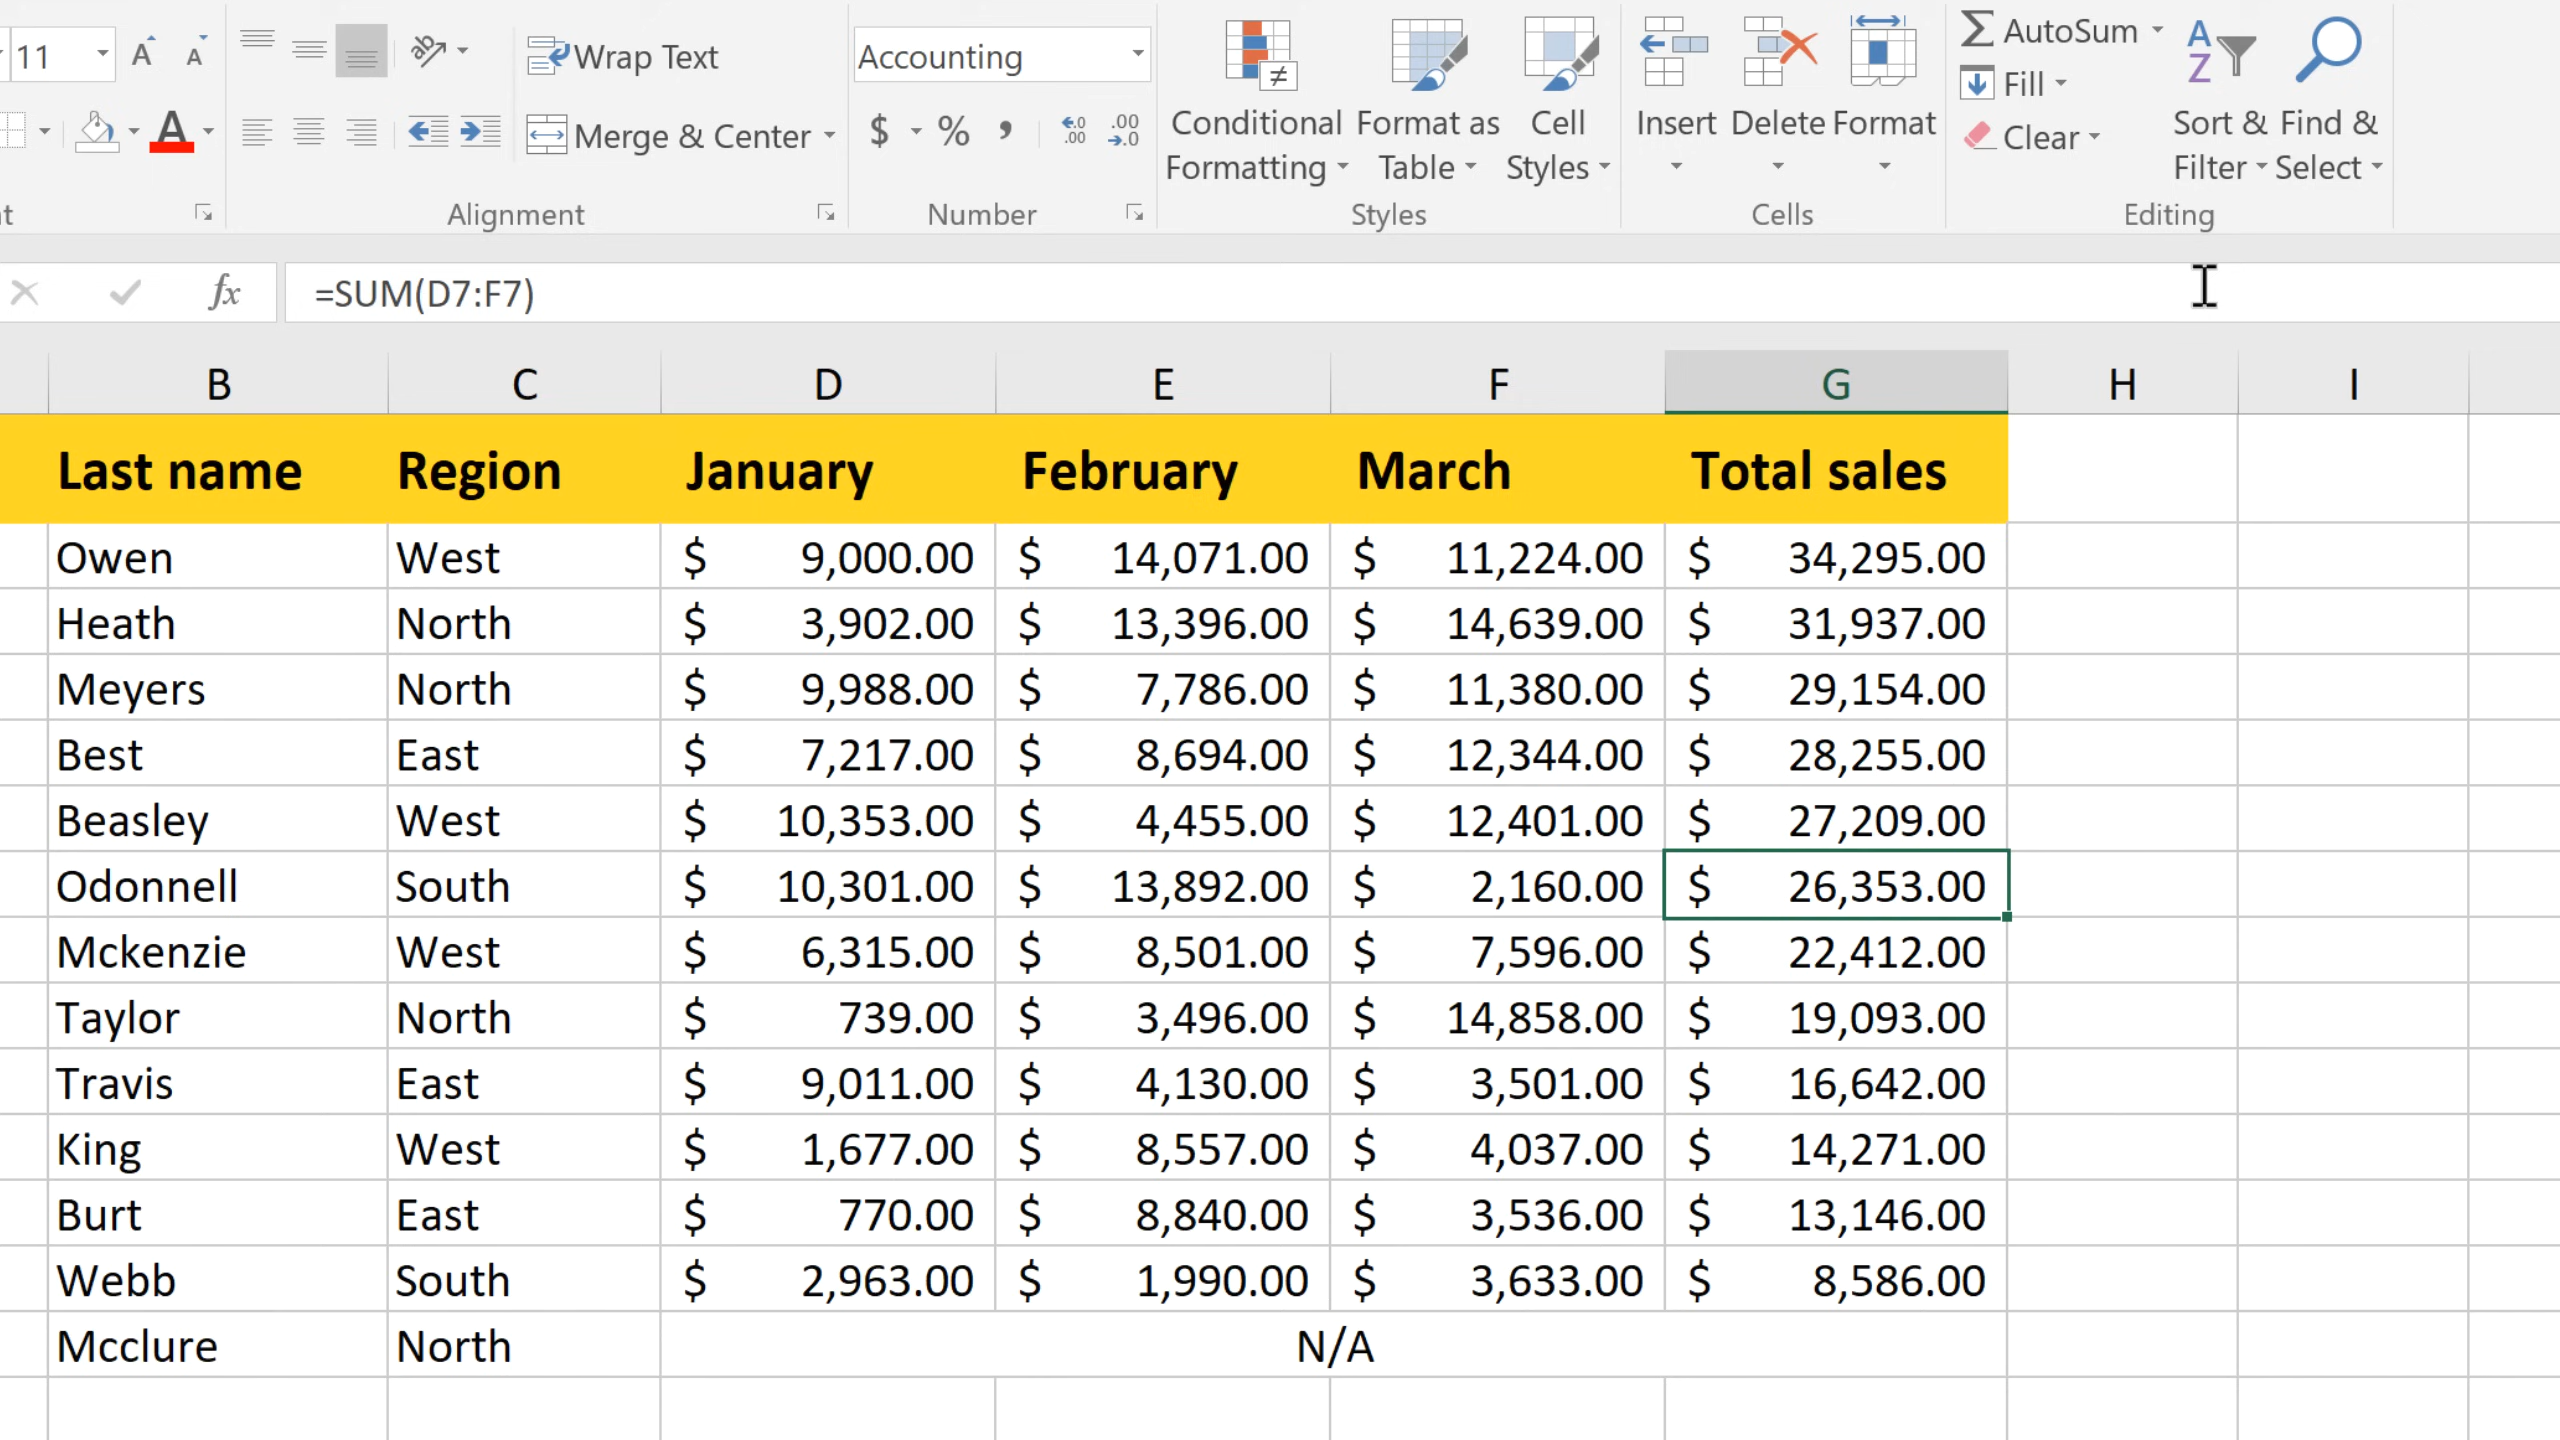 11 A A Wrap Text Accounting AutoSum
Fill
A Merge & Center $ % , Conditional Formatting Format as Table Cell Styles Insert Delete Format Clear Sort & Filter Find & Select
t Alignment Number Styles Cells Editing
fx =SUM(D7:F7)
B C D E F G H I
Last name Region January February March Total sales
Owen West $ 9,000.00 $ 14,071.00 $ 11,224.00 $ 34,295.00
Heath North $ 3,902.00 $ 13,396.00 $ 14,639.00 $ 31,937.00
Meyers North $ 9,988.00 $ 7,786.00 $ 11,380.00 $ 29,154.00
Best East $ 7,217.00 $ 8,694.00 $ 12,344.00 $ 28,255.00
Beasley West $ 10,353.00 $ 4,455.00 $ 12,401.00 $ 27,209.00
Odonnell South $ 10,301.00 $ 13,892.00 $ 2,160.00 $ 26,353.00
Mckenzie West $ 6,315.00 $ 8,501.00 $ 7,596.00 $ 22,412.00
Taylor North $ 739.00 $ 3,496.00 $ 14,858.00 $ 19,093.00
Travis East $ 9,011.00 $ 4,130.00 $ 3,501.00 $ 16,642.00
King West $ 1,677.00 $ 8,557.00 $ 4,037.00 $ 14,271.00
Burt East $ 770.00 $ 8,840.00 $ 3,536.00 $ 13,146.00
Webb South $ 2,963.00 $ 1,990.00 $ 3,633.00 $ 8,586.00
Mcclure North N/A